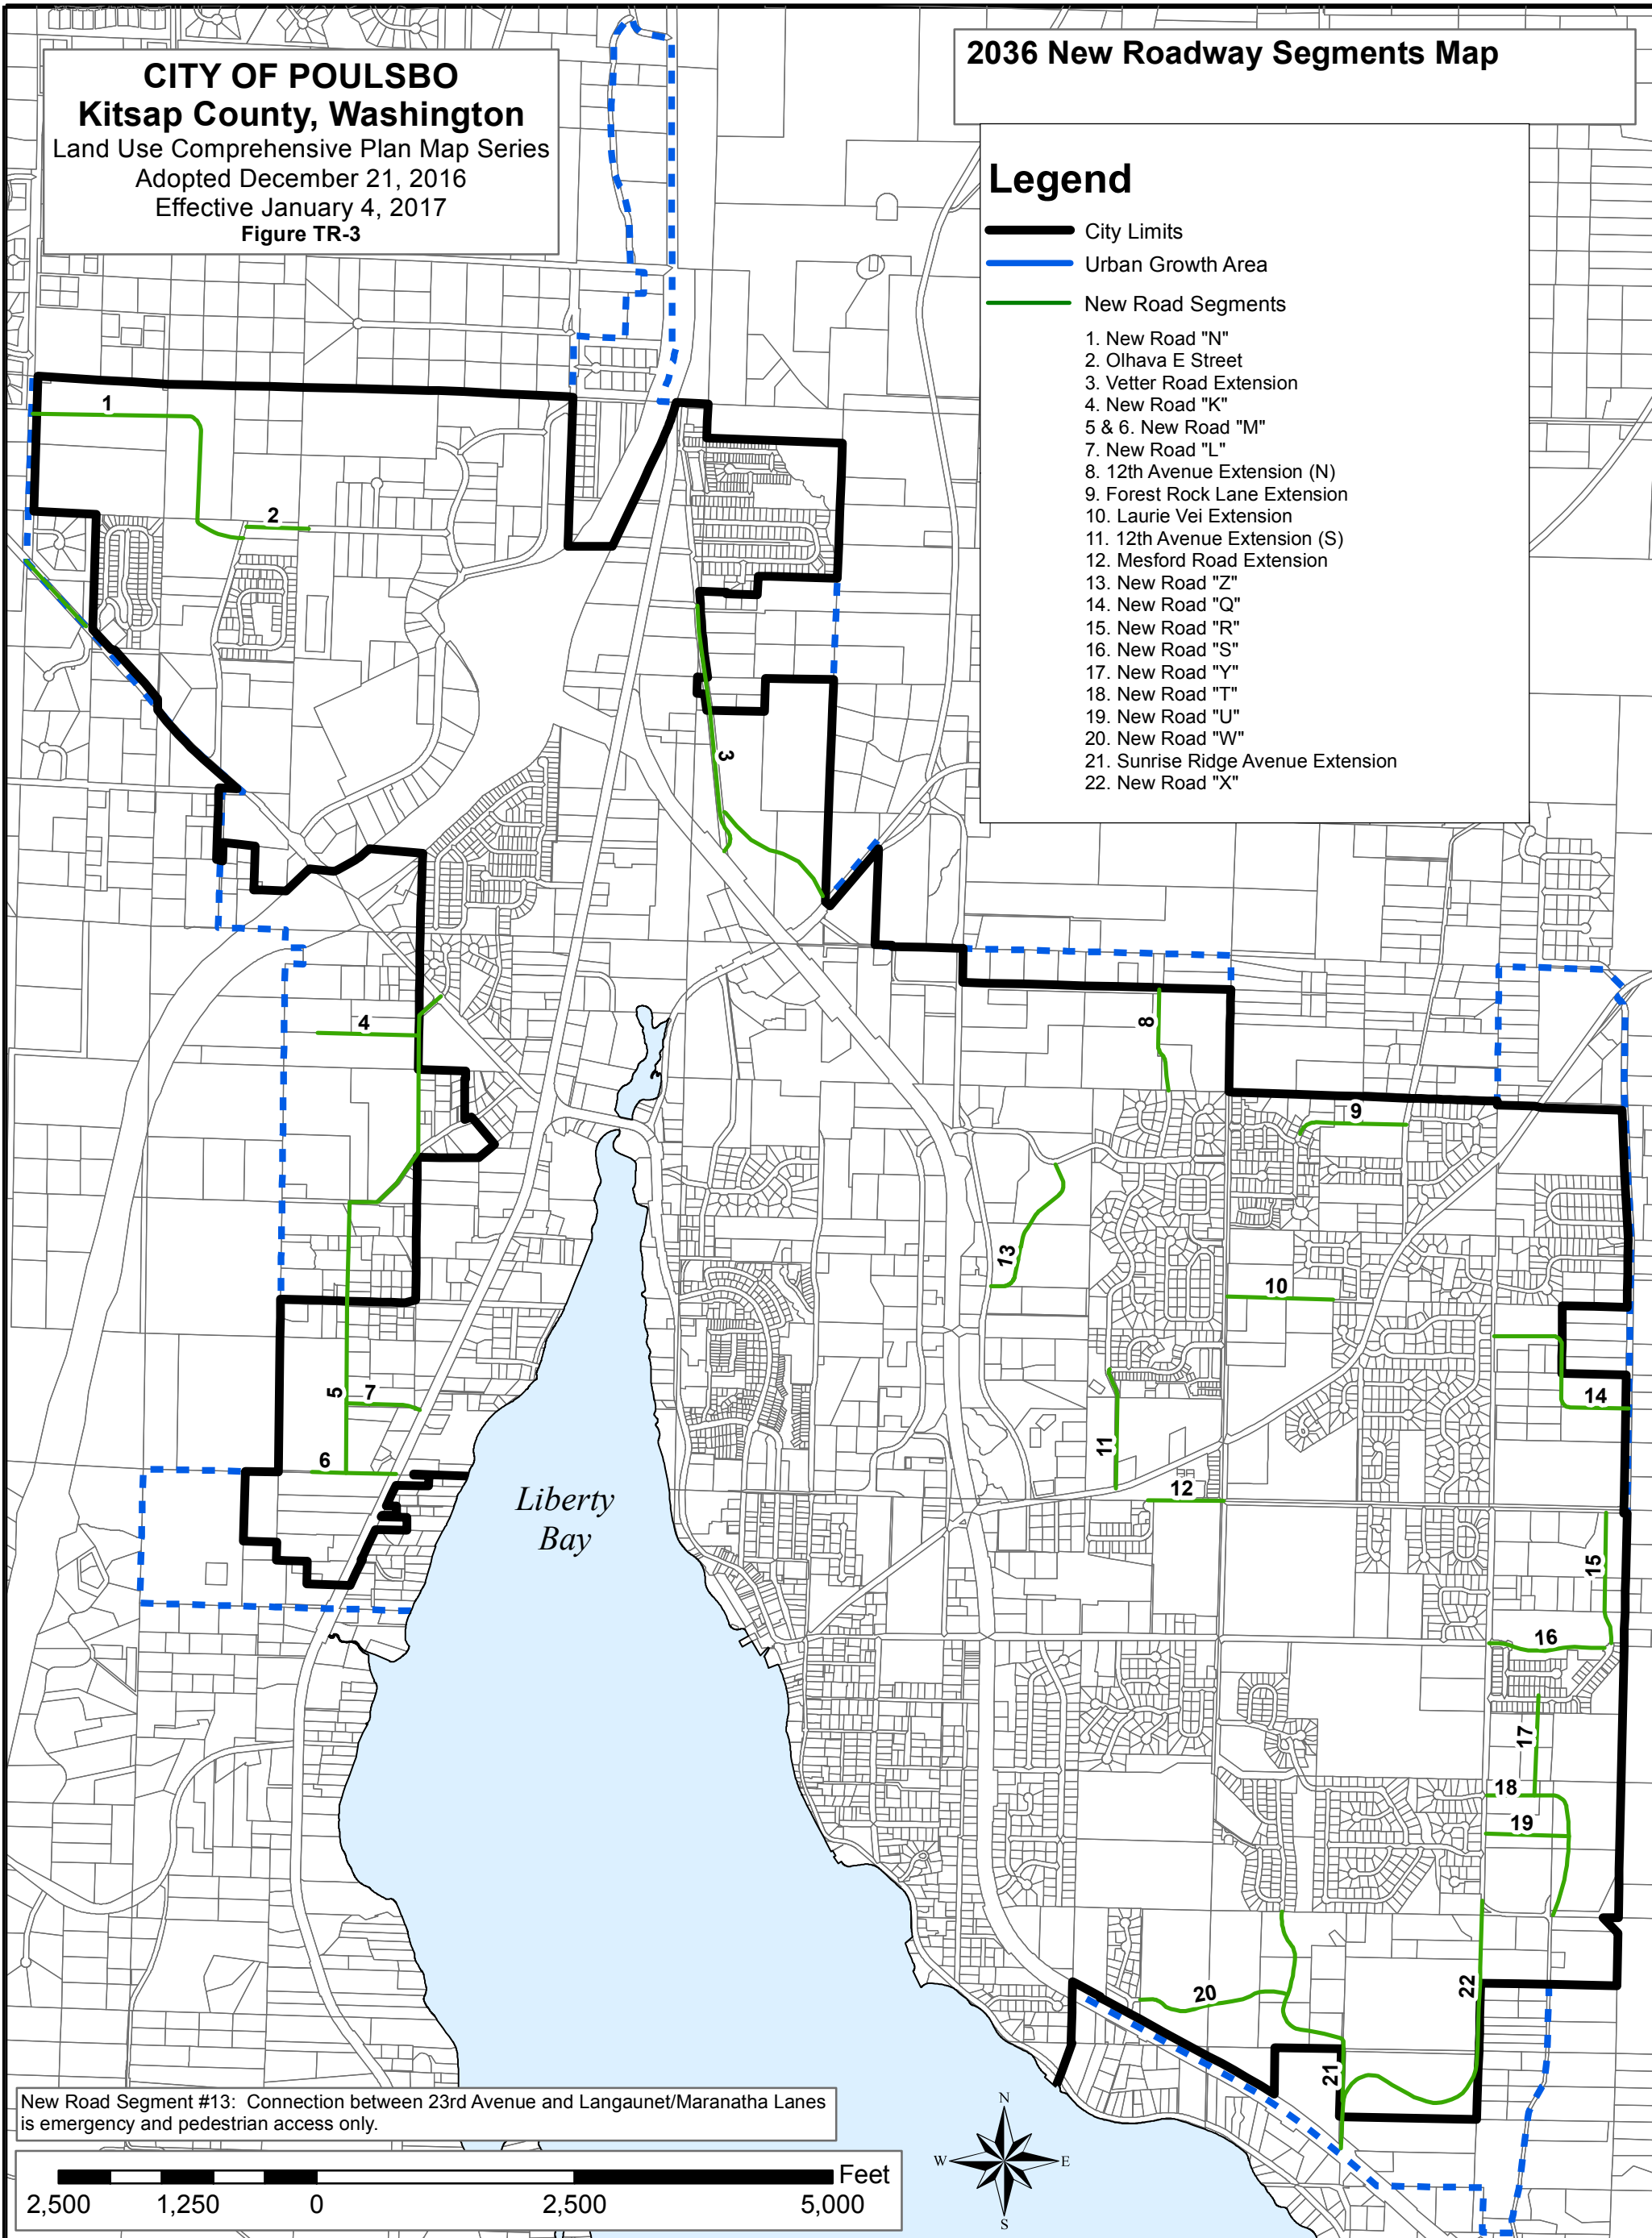 CITY OF POULSBO
Kitsap County, Washington
Land Use Comprehensive Plan Map Series
Adopted December 21, 2016
Effective January 4, 2017
Figure TR-3
2036 New Roadway Segments Map
Legend
City Limits
Urban Growth Area
New Road Segments
1. New Road "N"
2. Olhava E Street
3. Vetter Road Extension
4. New Road "K"
5 & 6. New Road "M"
7. New Road "L"
8. 12th Avenue Extension (N)
9. Forest Rock Lane Extension
10. Laurie Vei Extension
11. 12th Avenue Extension (S)
12. Mesford Road Extension
13. New Road "Z"
14. New Road "Q"
15. New Road "R"
16. New Road "S"
17. New Road "Y"
18. New Road "T"
19. New Road "U"
20. New Road "W"
21. Sunrise Ridge Avenue Extension
22. New Road "X"
1
2
3
4
8
9
13
10
5
7
14
11
6
12
Liberty
Bay
15
16
17
18
19
22
20
21
New Road Segment #13: Connection between 23rd Avenue and Langaunet/Maranatha Lanes
is emergency and pedestrian access only.
N
W E
S
Feet
2,500 1,250 0 2,500 5,000